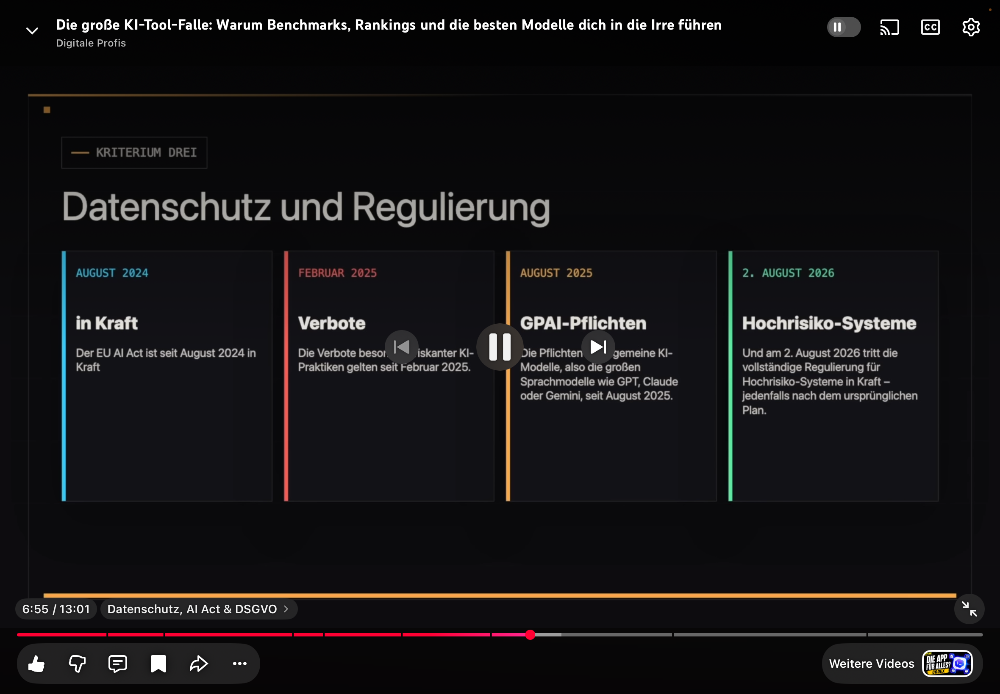 Die große KI-Tool-Falle: Warum Benchmarks, Rankings und die besten Modelle dich in die Irre führen
Digitale Profis
CC
KRITERIUM DREI
Datenschutz und Regulierung
AUGUST 2024
in Kraft
Der EU AI Act ist seit August 2024 in
Kraft
FEBRUAR 2025
Verbote
Die Verbote iskanter KI-
Praktiken gelten seit Februar 2025.
AUGUST 2025
GPAI-Pflichten
Die Pflichten gemeine KI-
Modelle, also die großen
Sprachmodelle wie GPT, Claude
oder Gemini, seit August 2025.
2. AUGUST 2026
Hochrisiko-Systeme
Und am 2. August 2026 tritt die
vollständige Regulierung für
Hochrisiko-Systeme in Kraft –
jedenfalls nach dem ursprünglichen
Plan.
6:55 / 13:01
Datenschutz, AI Act & DSGVO
Weitere Videos
DIE APP
FÜR ALLES?
CODEX